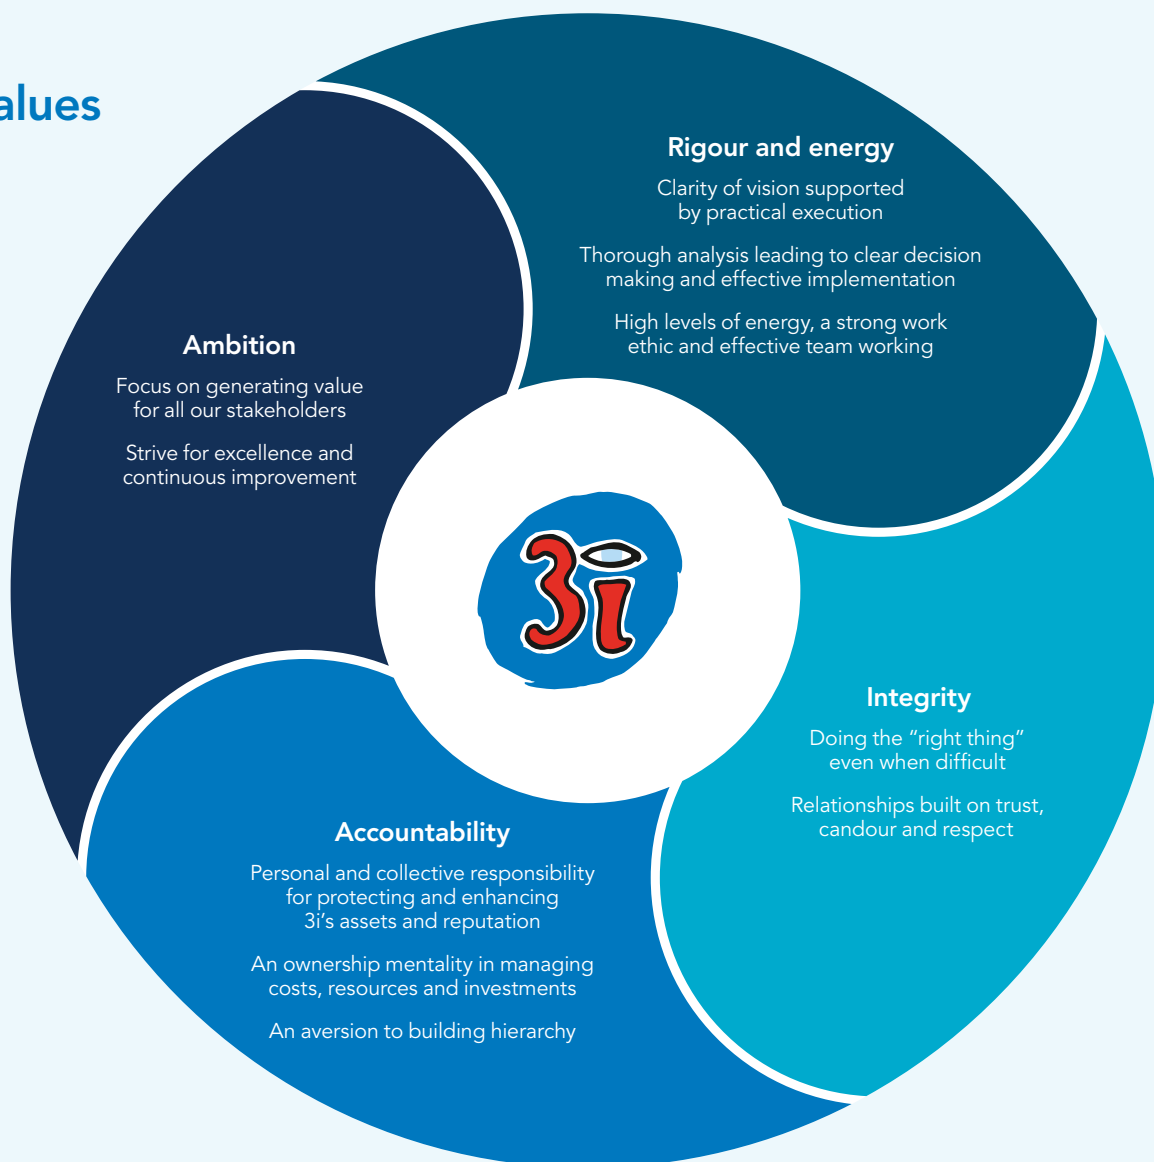 alues
Rigour and energy
Clarity of vision supported
by practical execution
Thorough analysis leading to clear decision
making and effective implementation
High levels of energy, a strong work
ethic and effective team working
Ambition
Focus on generating value
for all our stakeholders
Strive for excellence and
continuous improvement
3i
Integrity
Doing the “right thing”
even when difficult
Relationships built on trust,
candour and respect
Accountability
Personal and collective responsibility
for protecting and enhancing
3i’s assets and reputation
An ownership mentality in managing
costs, resources and investments
An aversion to building hierarchy